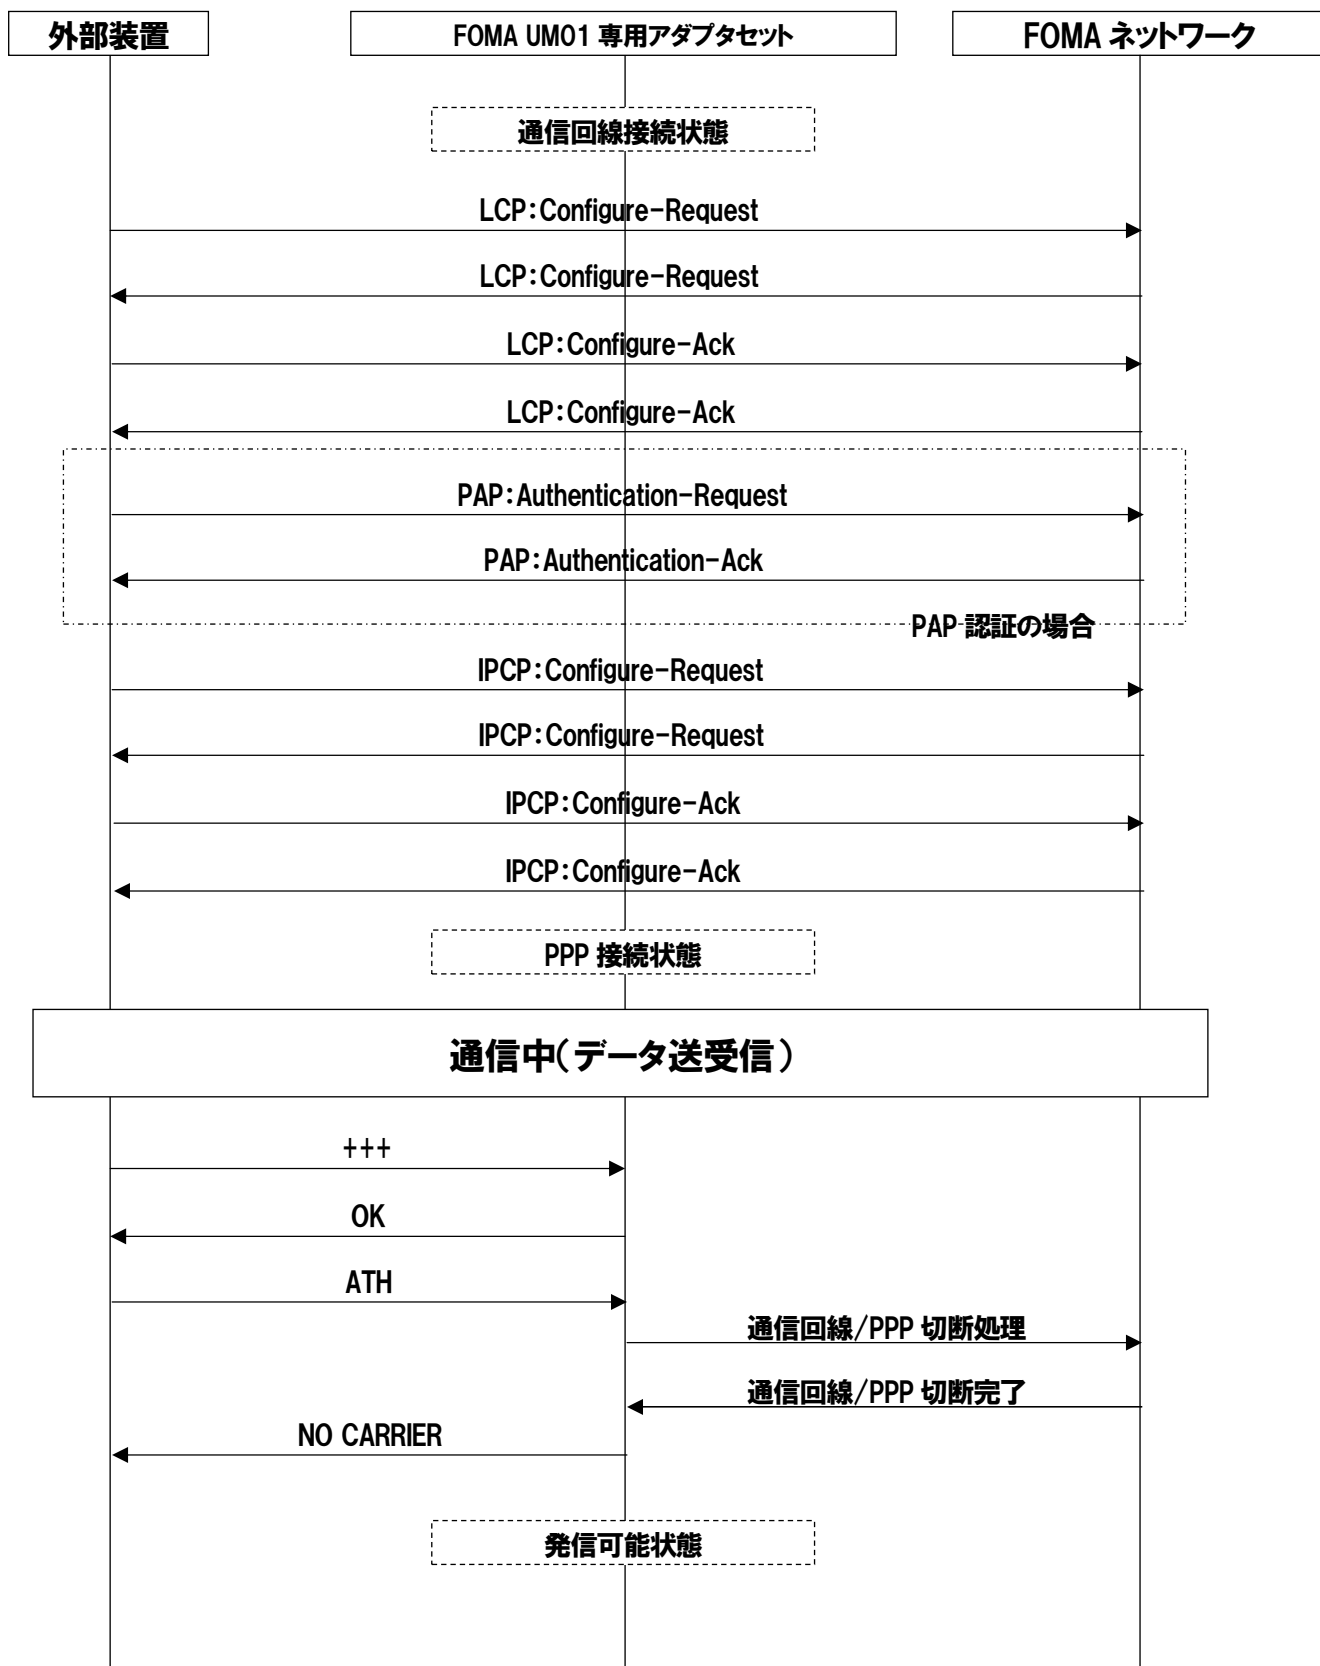 外部装置
FOMA UM01 専用アダプタセット
FOMA ネットワーク
通信回線接続状態
LCP:Configure-Request
LCP:Configure-Request
LCP:Configure-Ack
LCP:Configure-Ack
PAP:Authentication-Request
PAP:Authentication-Ack
PAP 認証の場合
IPCP:Configure-Request
IPCP:Configure-Request
IPCP:Configure-Ack
IPCP:Configure-Ack
PPP 接続状態
通信中(データ送受信)
+++
OK
ATH
通信回線/PPP 切断処理
通信回線/PPP 切断完了
NO CARRIER
発信可能状態